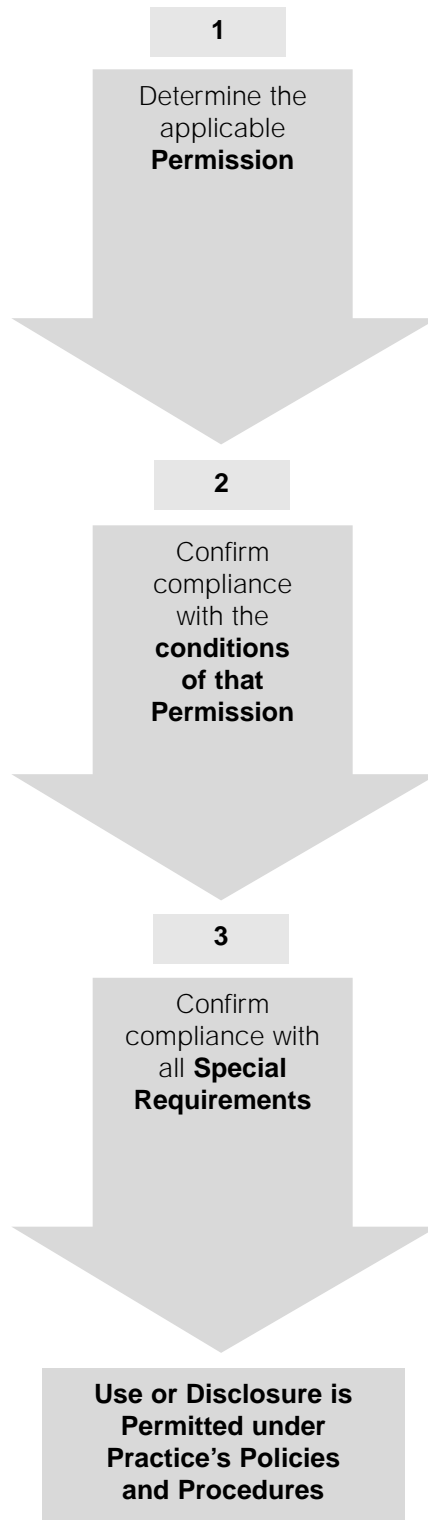 1
Determine the
applicable
Permission
2
Confirm
compliance
with the
conditions
of that
Permission
3
Confirm
compliance with
all Special
Requirements
Use or Disclosure is
Permitted under
Practice's Policies
and Procedures